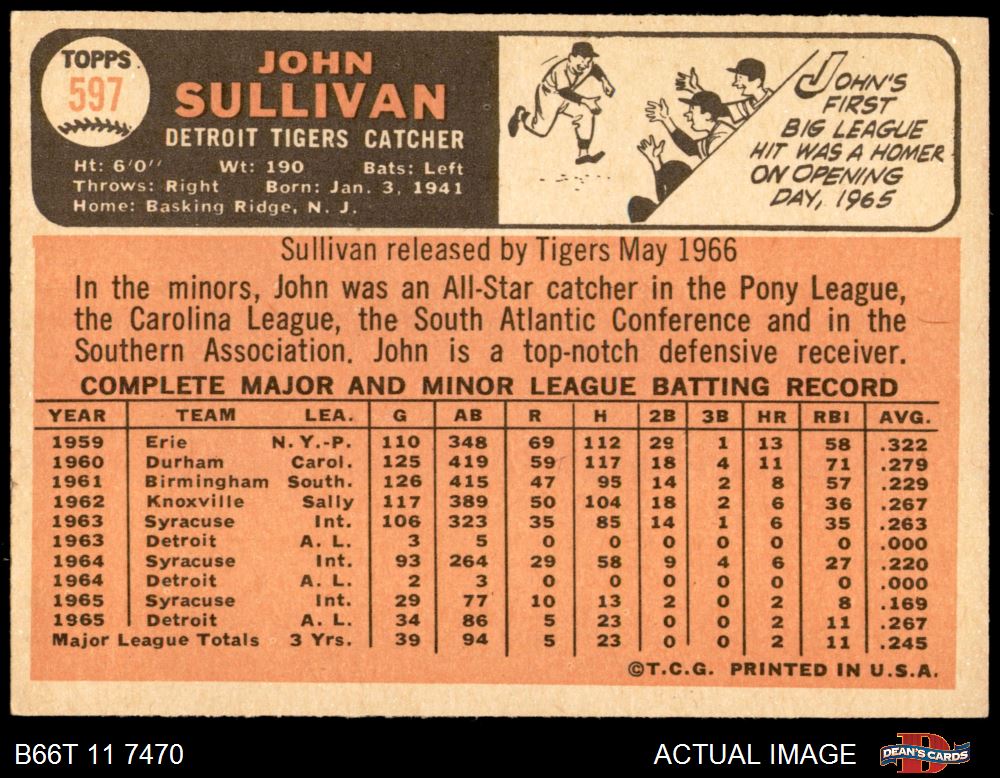 TOPPS
597
JOHN
SULLIVAN
DETROIT TIGERS CATCHER
Ht: 6'0" Wt: 190 Bats: Left
Throws: Right Born: Jan. 3, 1941
Home: Basking Ridge, N. J.
JOHN'S
FIRST
BIG LEAGUE
HIT WAS A HOMER
ON OPENING
DAY, 1965
Sullivan released by Tigers May 1966
In the minors, John was an All-Star catcher in the Pony League,
the Carolina League, the South Atlantic Conference and in the
Southern Association. John is a top-notch defensive receiver.
COMPLETE MAJOR AND MINOR LEAGUE BATTING RECORD
YEAR TEAM LEA. G AB R H 2B 3B HR RBI AVG.
1959 Erie N. Y.-P. 110 348 69 112 29 1 13 58 .322
1960 Durham Carol. 125 419 59 117 18 4 11 71 .279
1961 Birmingham South. 126 415 47 95 14 2 8 57 .229
1962 Knoxville Sally 117 389 50 104 18 2 6 36 .267
1963 Syracuse Int. 106 323 35 85 14 1 6 35 .263
1963 Detroit A. L. 3 5 0 0 0 0 0 0 .000
1964 Syracuse Int. 93 264 29 58 9 4 6 27 .220
1964 Detroit A. L. 2 3 0 0 0 0 0 0 .000
1965 Syracuse Int. 29 77 10 13 2 0 2 8 .169
1965 Detroit A. L. 34 86 5 23 0 0 2 11 .267
Major League Totals 3 Yrs. 39 94 5 23 0 0 2 11 .245
©T.C.G. PRINTED IN U.S.A.
B66T 11 7470 ACTUAL IMAGE DEAN'S CARDS